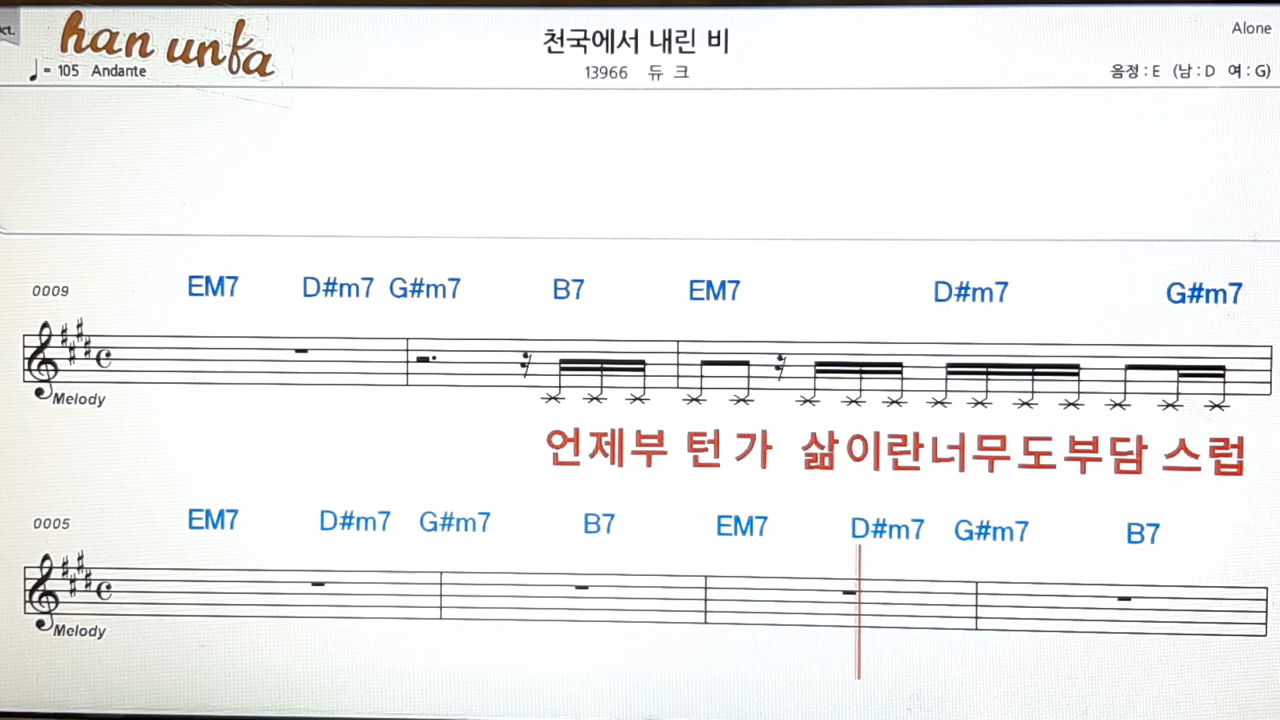 ct.
han unfa
♩= 105 Andante
천국에서 내린 비
13966 듀 크
Alone
음정 : E (남 : D 여 : G)
0009
EM7 D#m7 G#m7 B7 EM7 D#m7 G#m7
Melody
언제부 턴 가 삶이란너무도부담 스럽
0005
EM7 D#m7 G#m7 B7 EM7 D#m7 G#m7 B7
Melody